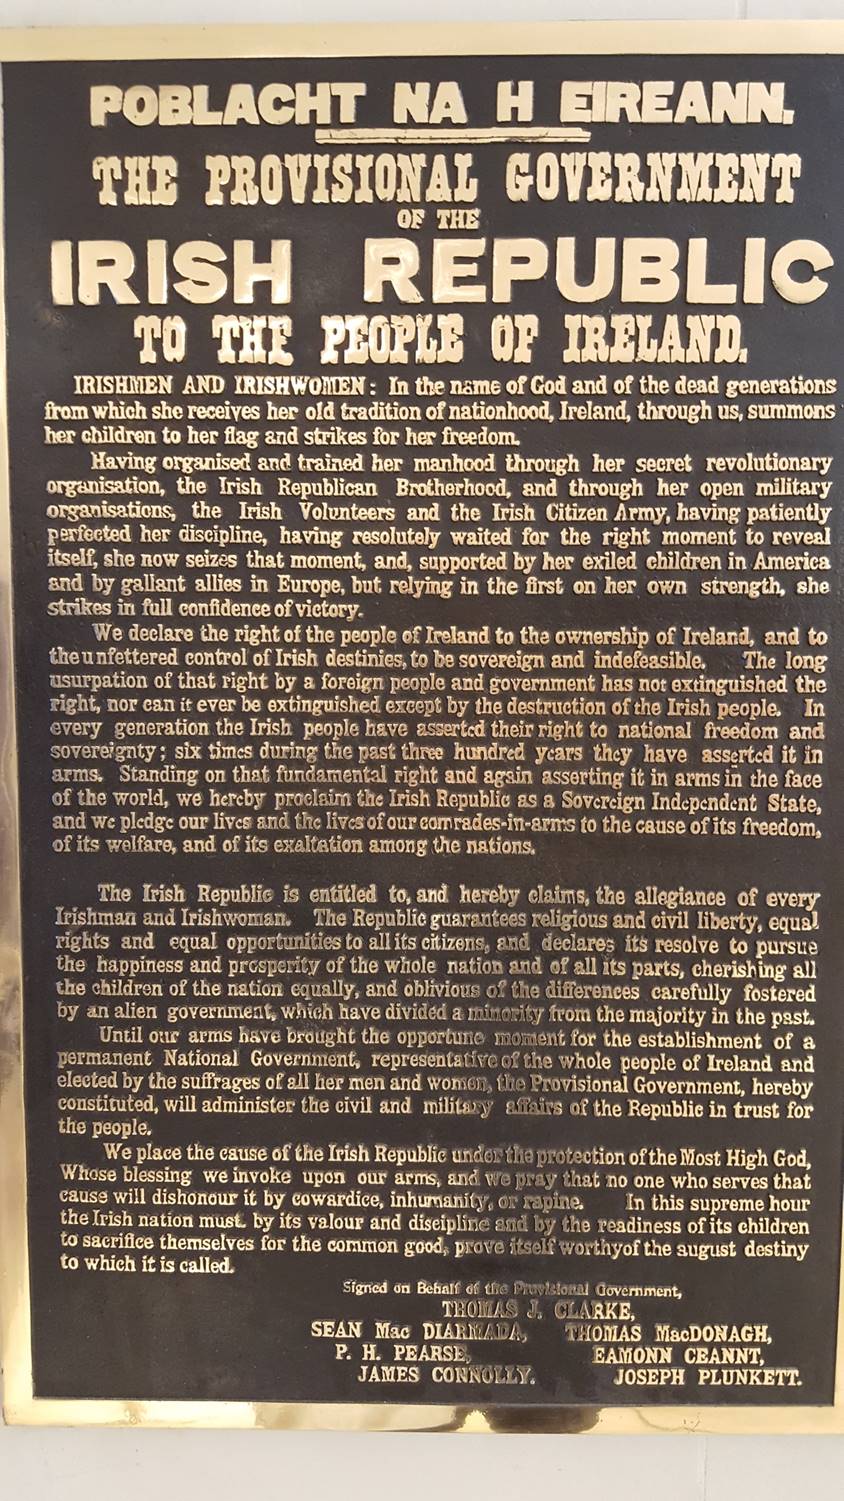 POBLACHT NA H EIREANN.
THE PROVISIONAL GOVERNMENT
OF THE
IRISH REPUBLIC
TO THE PEOPLE OF IRELAND.
IRISHMEN AND IRISHWOMEN: In the name of God and of the dead generations
from which she receives her old tradition of nationhood, Ireland, through us, summons
her children to her flag and strikes for her freedom.
Having organised and trained her manhood through her secret revolutionary
organisation, the Irish Republican Brotherhood, and through her open military
organisations, the Irish Volunteers and the Irish Citizen Army, having patiently
perfected her discipline, having resolutely waited for the right moment to reveal
itself, she now seizes that moment, and, supported by her exiled children in America
and by gallant allies in Europe, but relying in the first on her own strength, she
strikes in full confidence of victory.
We declare the right of the people of Ireland to the ownership of Ireland, and to
the unfettered control of Irish destinies, to be sovereign and indefeasible. The long
usurpation of that right by a foreign people and government has not extinguished the
right, nor can it ever be extinguished except by the destruction of the Irish people. In
every generation the Irish people have asserted their right to national freedom and
sovereignty; six times during the past three hundred years they have asserted it in
arms. Standing on that fundamental right and again asserting it in arms in the face
of the world, we hereby proclaim the Irish Republic as a Sovereign Independent State,
and we pledge our lives and the lives of our comrades-in-arms to the cause of its freedom,
of its welfare, and of its exaltation among the nations.
The Irish Republic is entitled to, and hereby claims, the allegiance of every
Irishman and Irishwoman. The Republic guarantees religious and civil liberty, equal
rights and equal opportunities to all its citizens, and declares its resolve to pursue
the happiness and prosperity of the whole nation and of all its parts, cherishing all
the children of the nation equally, and oblivious of the differences carefully fostered
by an alien government, which have divided a minority from the majority in the past.
Until our arms have brought the opportune moment for the establishment of a
permanent National Government, representative of the whole people of Ireland and
elected by the suffrages of all her men and women, the Provisional Government, hereby
constituted, will administer the civil and military affairs of the Republic in trust for
the people.
We place the cause of the Irish Republic under the protection of the Most High God,
Whose blessing we invoke upon our arms, and we pray that no one who serves that
cause will dishonour it by cowardice, inhumanity, or rapine. In this supreme hour
the Irish nation must, by its valour and discipline and by the readiness of its children
to sacrifice themselves for the common good, prove itself worthy of the august destiny
to which it is called.
Signed on Behalf of the Provisional Government,
THOMAS J. CLARKE,
SEAN Mac DIARMADA, THOMAS MacDONAGH,
P. H. PEARSE, EAMONN CEANNT,
JAMES CONNOLLY. JOSEPH PLUNKETT.